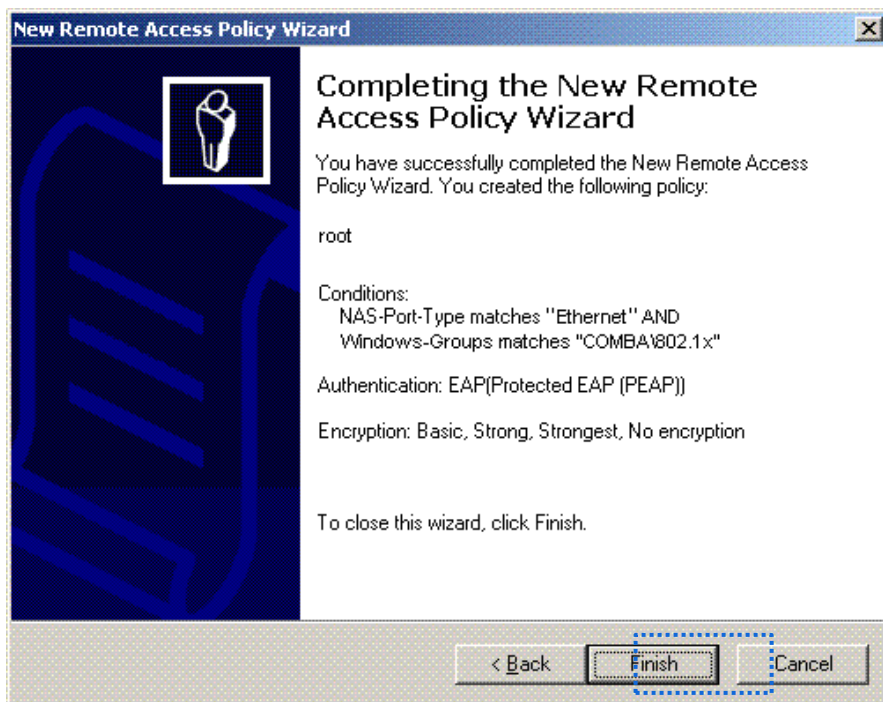 New Remote Access Policy Wizard
Completing the New Remote
Access Policy Wizard
You have successfully completed the New Remote Access
Policy Wizard. You created the following policy:
root
Conditions:
NAS-Port-Type matches "Ethernet" AND
Windows-Groups matches "COMBA\802.1x"
Authentication: EAP(Protected EAP (PEAP))
Encryption: Basic, Strong, Strongest, No encryption
To close this wizard, click Finish.
< Back Finish Cancel